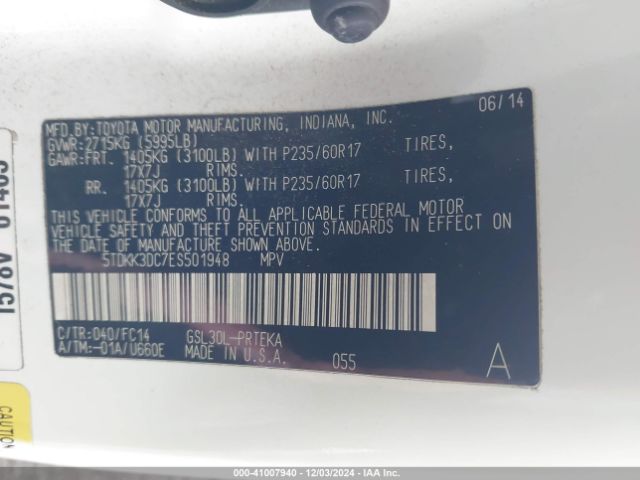 MFD.BY:TOYOTA MOTOR MANUFACTURING, INDIANA, INC. 06/14
GVWR:2715KG (5995LB)
GAWR:FRT. 1405KG (3100LB) WITH P235/60R17 TIRES,
17X7J RIMS.
RR. 1405KG (3100LB) WITH P235/60R17 TIRES,
17X7J RIMS.
THIS VEHICLE CONFORMS TO ALL APPLICABLE FEDERAL MOTOR
VEHICLE SAFETY AND THEFT PREVENTION STANDARDS IN EFFECT ON
THE DATE OF MANUFACTURE SHOWN ABOVE.
5TDKK3DC7ES501948 MPV
C/TR:040/FC14 GSL30L-PRTEKA
A/TM:-01A/U660E MADE IN U.S.A. 055 A
CAUTION
000-41007940 - 12/03/2024 - IAA Inc.